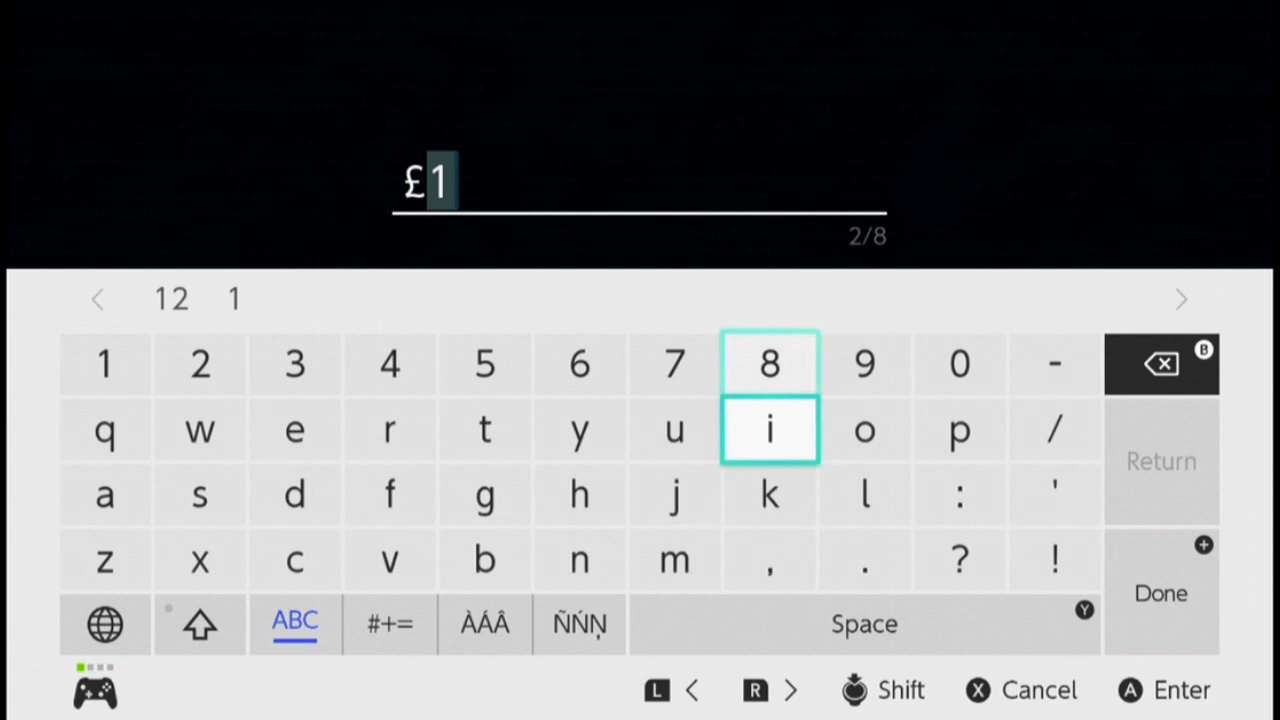 £1
2/8
< 12 1 >
1 2 3 4 5 6 7 8 9 0 - B
q w e r t y u i o p / Return
a s d f g h j k l : '
z x c v b n m , . ? ! +
ABC #+= ÀÁÂ ÑŃŅ Space Y Done
L < R > Shift X Cancel A Enter